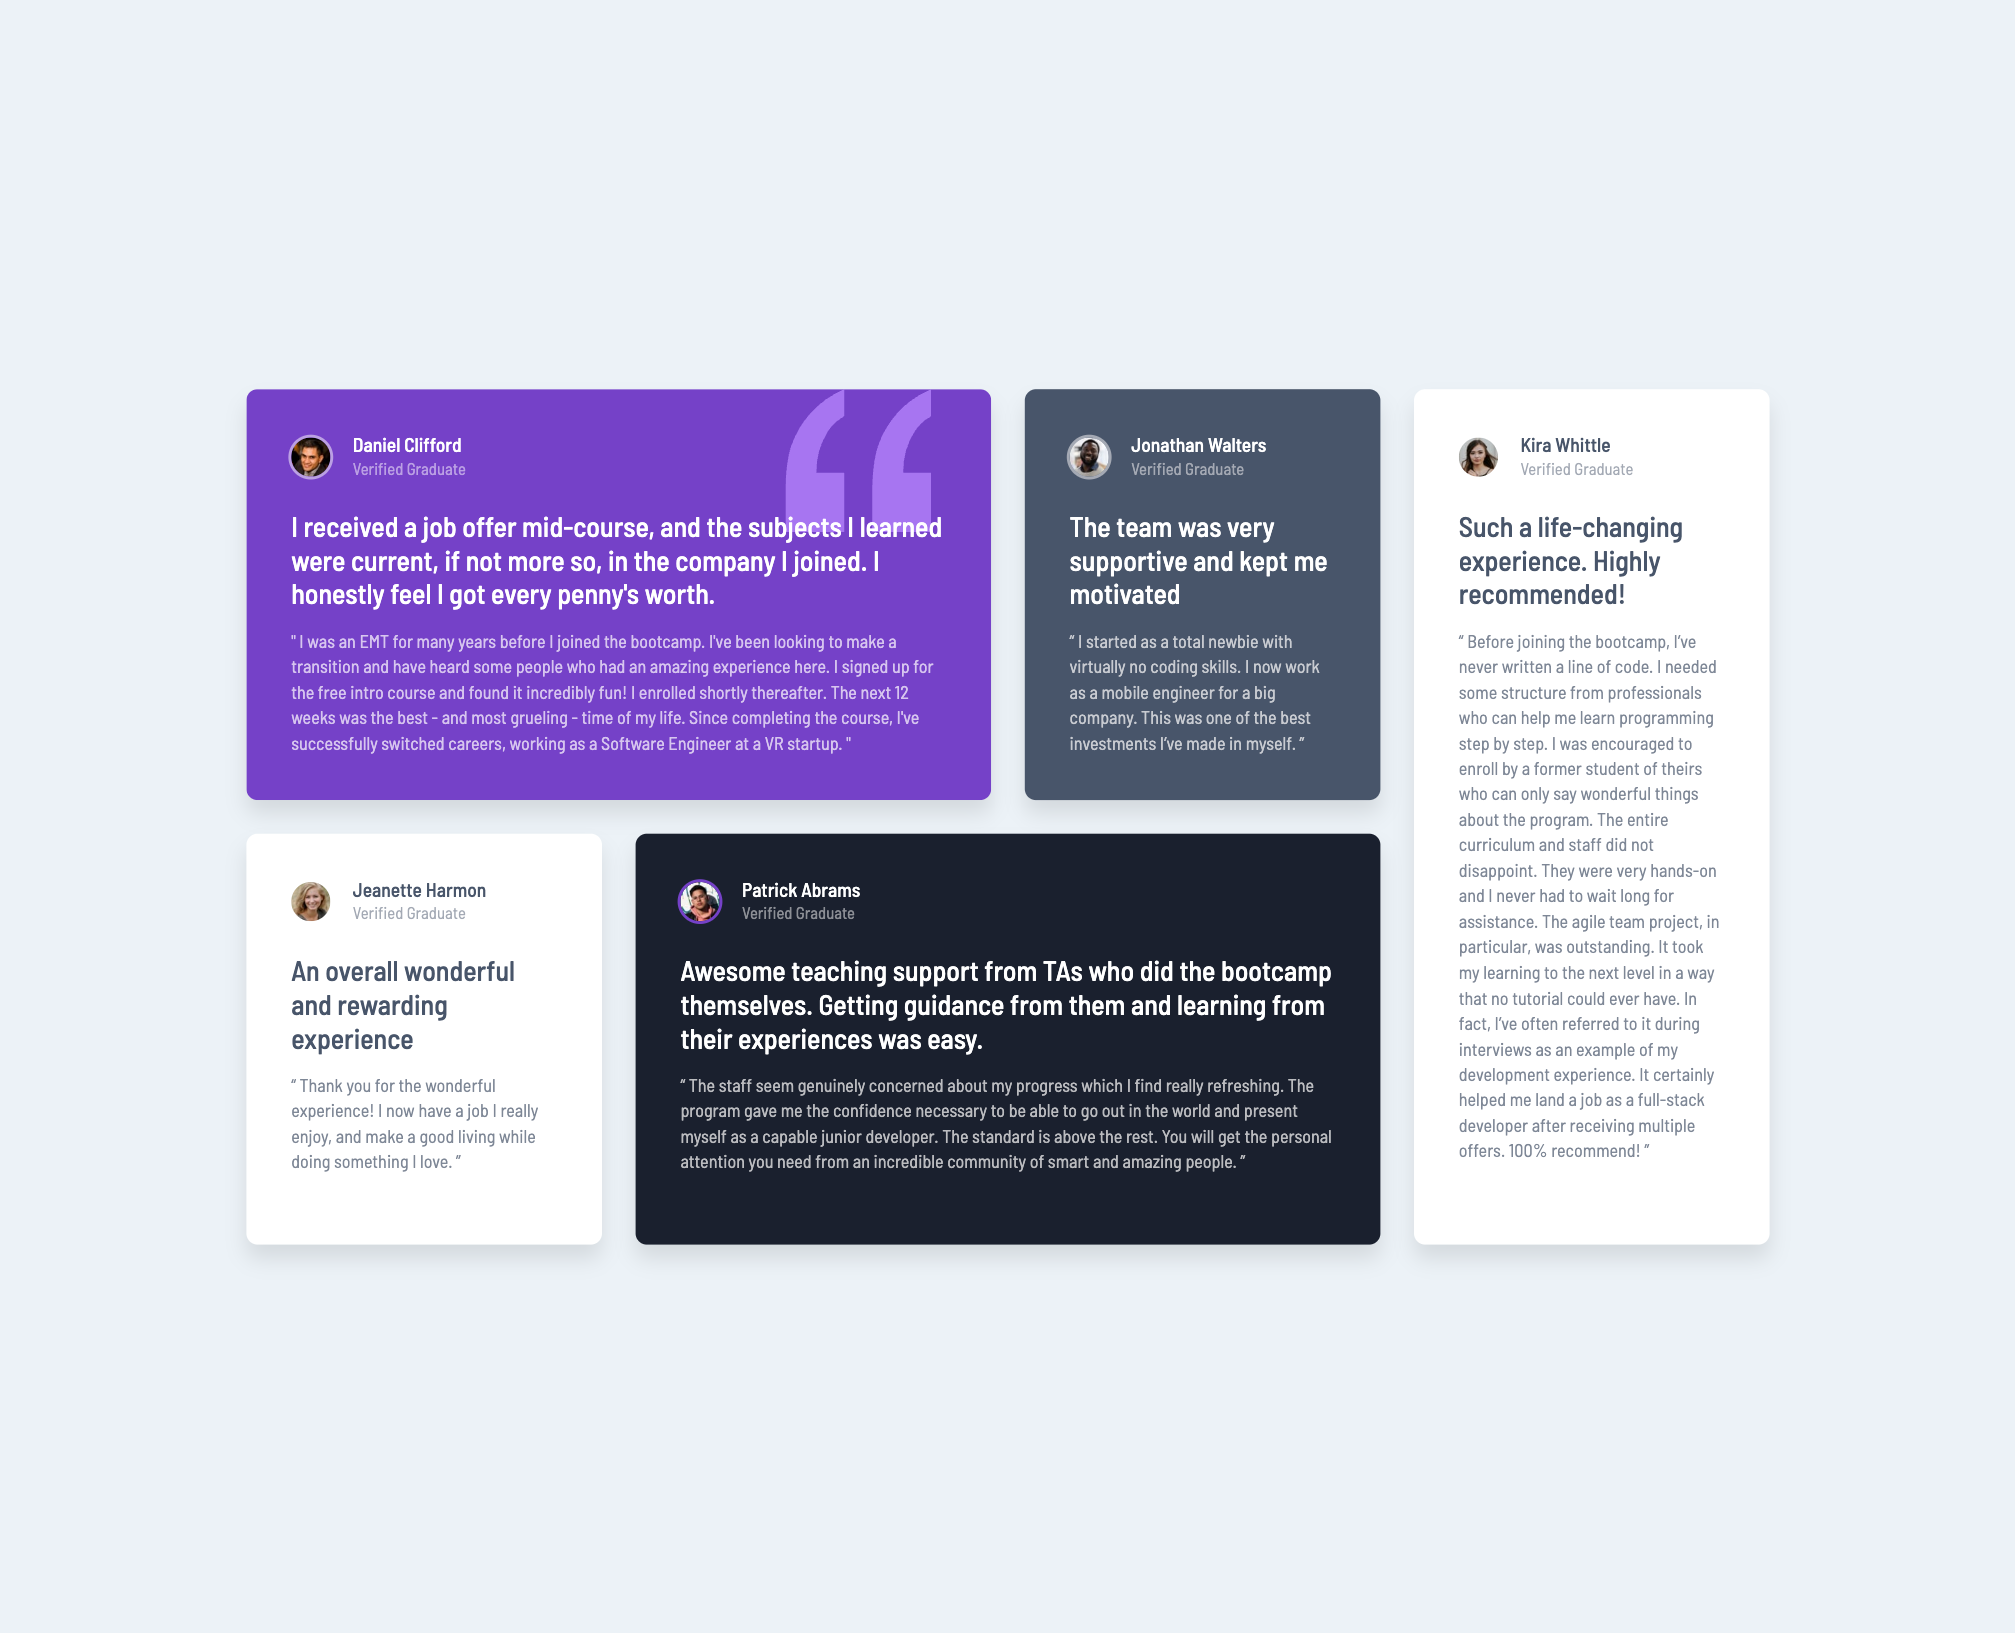 Daniel Clifford
Verified Graduate
I received a job offer mid-course, and the subjects I learned
were current, if not more so, in the company I joined. I
honestly feel I got every penny's worth.
" I was an EMT for many years before I joined the bootcamp. I've been looking to make a
transition and have heard some people who had an amazing experience here. I signed up for
the free intro course and found it incredibly fun! I enrolled shortly thereafter. The next 12
weeks was the best - and most grueling - time of my life. Since completing the course, I've
successfully switched careers, working as a Software Engineer at a VR startup. "
Jonathan Walters
Verified Graduate
The team was very
supportive and kept me
motivated
“ I started as a total newbie with
virtually no coding skills. I now work
as a mobile engineer for a big
company. This was one of the best
investments I’ve made in myself. ”
Kira Whittle
Verified Graduate
Such a life-changing
experience. Highly
recommended!
“ Before joining the bootcamp, I’ve
never written a line of code. I needed
some structure from professionals
who can help me learn programming
step by step. I was encouraged to
enroll by a former student of theirs
who can only say wonderful things
about the program. The entire
curriculum and staff did not
disappoint. They were very hands-on
and I never had to wait long for
assistance. The agile team project, in
particular, was outstanding. It took
my learning to the next level in a way
that no tutorial could ever have. In
fact, I’ve often referred to it during
interviews as an example of my
development experience. It certainly
helped me land a job as a full-stack
developer after receiving multiple
offers. 100% recommend! ”
Jeanette Harmon
Verified Graduate
An overall wonderful
and rewarding
experience
“ Thank you for the wonderful
experience! I now have a job I really
enjoy, and make a good living while
doing something I love. ”
Patrick Abrams
Verified Graduate
Awesome teaching support from TAs who did the bootcamp
themselves. Getting guidance from them and learning from
their experiences was easy.
“ The staff seem genuinely concerned about my progress which I find really refreshing. The
program gave me the confidence necessary to be able to go out in the world and present
myself as a capable junior developer. The standard is above the rest. You will get the personal
attention you need from an incredible community of smart and amazing people. ”